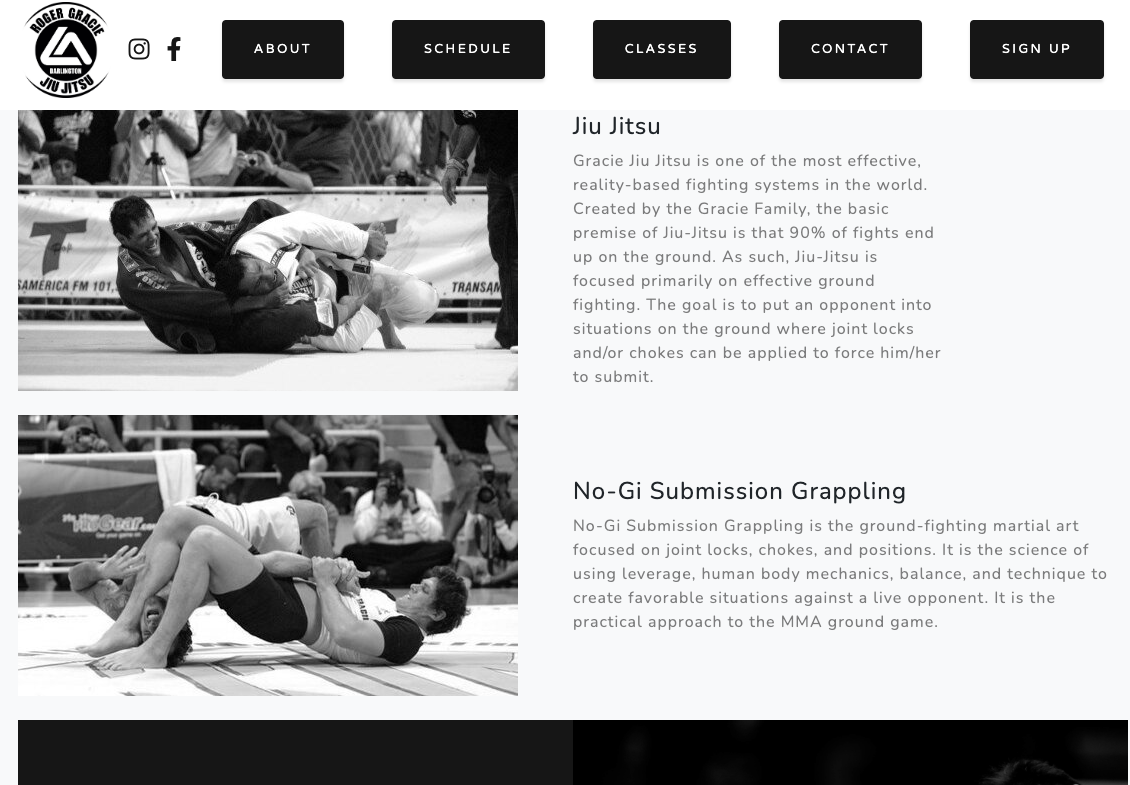 ROGER GRACIE
DARLINGTON
JIU JITSU
ABOUT
SCHEDULE
CLASSES
CONTACT
SIGN UP
Jiu Jitsu
Gracie Jiu Jitsu is one of the most effective,
reality-based fighting systems in the world.
Created by the Gracie Family, the basic
premise of Jiu-Jitsu is that 90% of fights end
up on the ground. As such, Jiu-Jitsu is
focused primarily on effective ground
fighting. The goal is to put an opponent into
situations on the ground where joint locks
and/or chokes can be applied to force him/her
to submit.
SAMÉRICA FM 101,
TRANSAM
No-Gi Submission Grappling
No-Gi Submission Grappling is the ground-fighting martial art
focused on joint locks, chokes, and positions. It is the science of
using leverage, human body mechanics, balance, and technique to
create favorable situations against a live opponent. It is the
practical approach to the MMA ground game.